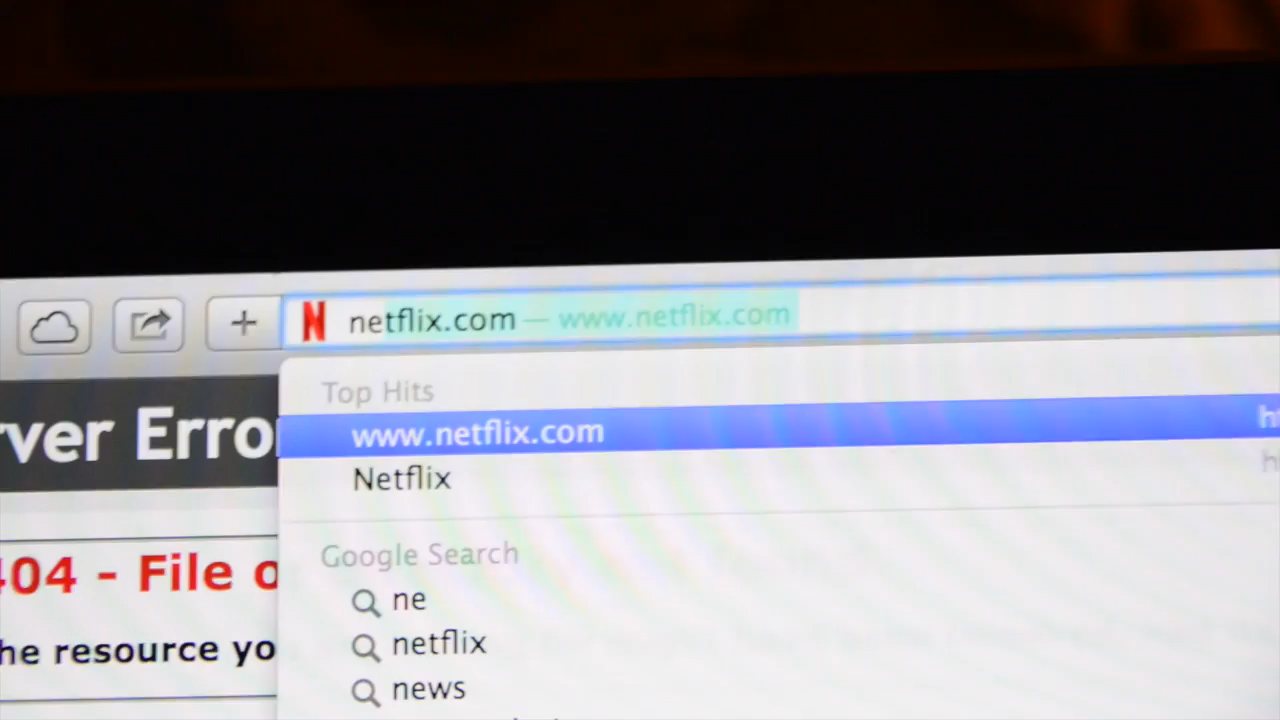 N netflix.com — www.netflix.com
Top Hits
www.netflix.com
Netflix
rver Erro
404 - File o
Google Search
ne
he resource yo
netflix
news